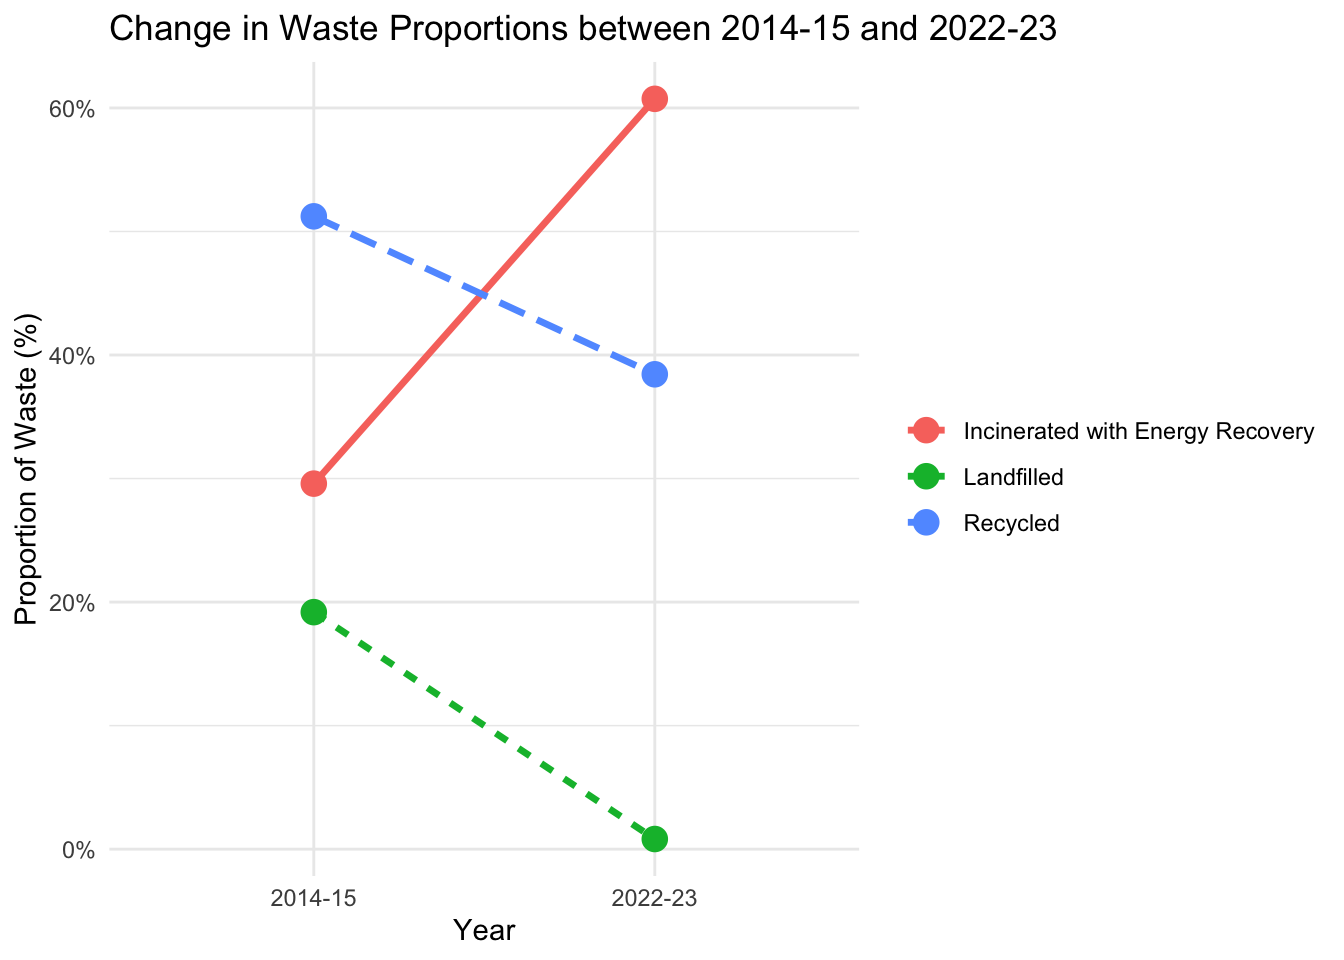 Change in Waste Proportions between 2014-15 and 2022-23
Proportion of Waste (%)
60%
40%
20%
0%
2014-15
2022-23
Year
Incinerated with Energy Recovery
Landfilled
Recycled